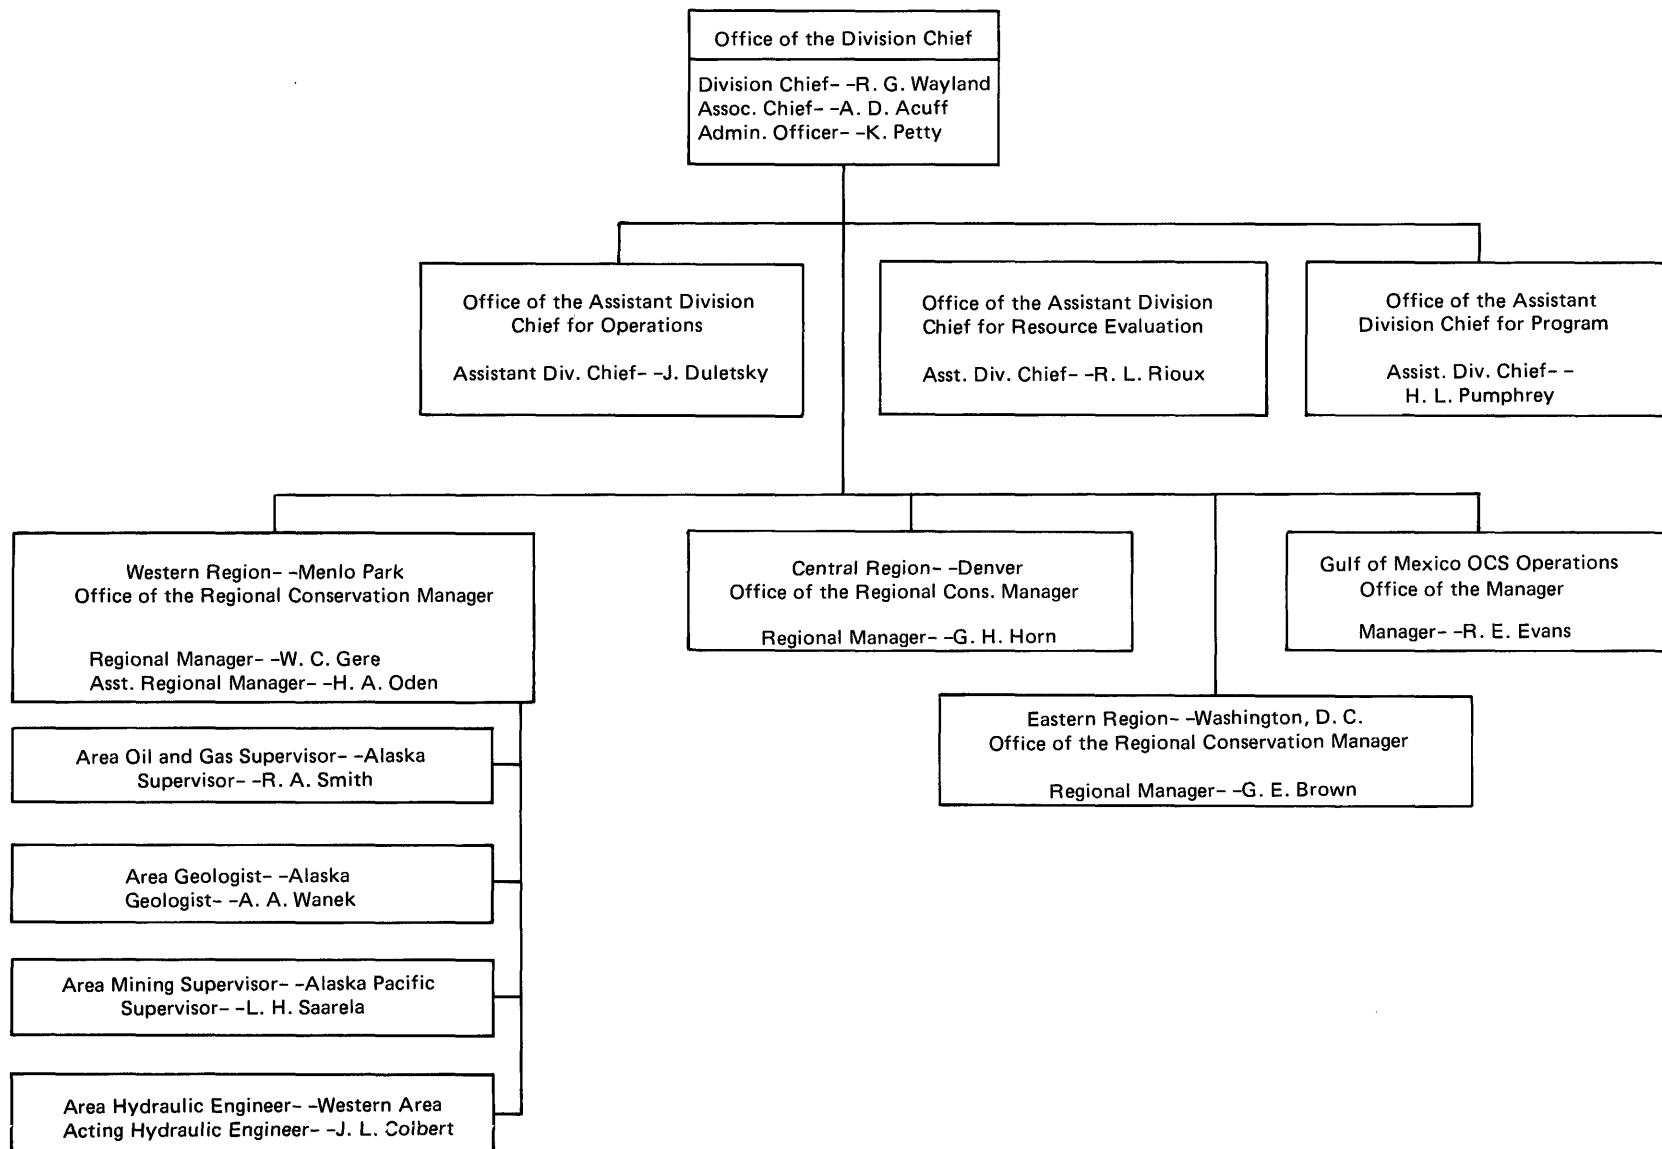 Office of the Division Chief
Division Chief- -R. G. Wayland
Assoc. Chief- -A. D. Acuff
Admin. Officer- -K. Petty
Office of the Assistant Division
Chief for Operations
Assistant Div. Chief- -J. Duletsky
Office of the Assistant Division
Chief for Resource Evaluation
Asst. Div. Chief- -R. L. Rioux
Office of the Assistant
Division Chief for Program
Assist. Div. Chief- -
H. L. Pumphrey
Western Region- -Menlo Park
Office of the Regional Conservation Manager
Regional Manager- -W. C. Gere
Asst. Regional Manager- -H. A. Oden
Central Region- -Denver
Office of the Regional Cons. Manager
Regional Manager- -G. H. Horn
Gulf of Mexico OCS Operations
Office of the Manager
Manager- -R. E. Evans
Eastern Region- -Washington, D. C.
Office of the Regional Conservation Manager
Regional Manager- -G. E. Brown
Area Oil and Gas Supervisor- -Alaska
Supervisor- -R. A. Smith
Area Geologist- -Alaska
Geologist- -A. A. Wanek
Area Mining Supervisor- -Alaska Pacific
Supervisor- -L. H. Saarela
Area Hydraulic Engineer- -Western Area
Acting Hydraulic Engineer- -J. L. Colbert